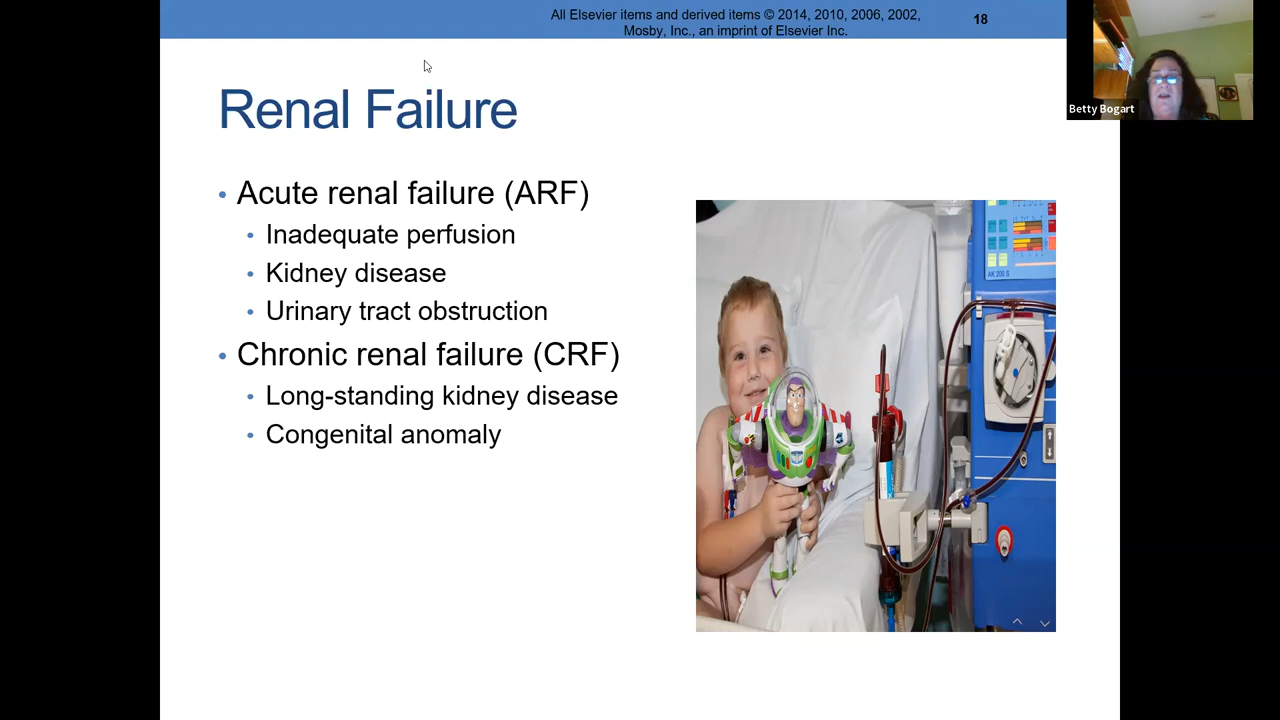 All Elsevier items and derived items © 2014, 2010, 2006, 2002,
Mosby, Inc., an imprint of Elsevier Inc.
18
Betty Bogart
Renal Failure
• Acute renal failure (ARF)
• Inadequate perfusion
• Kidney disease
• Urinary tract obstruction
• Chronic renal failure (CRF)
• Long-standing kidney disease
• Congenital anomaly
AK 200 S